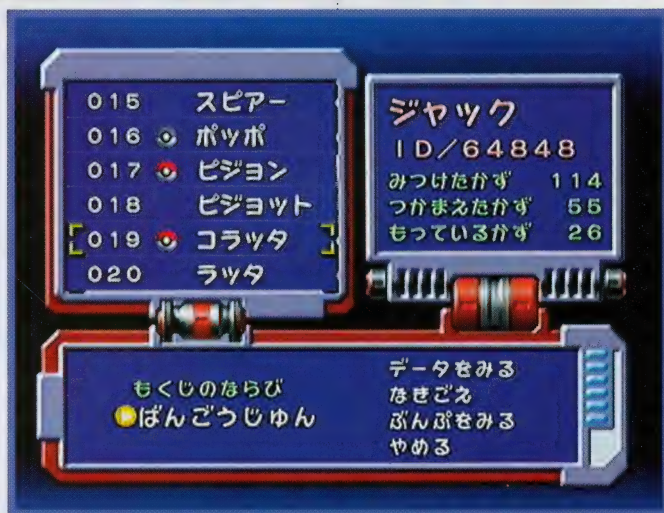 015 スピアー
016 ポッポ
017 ピジョン
018 ピジョット
019 コラッタ
020 ラッタ
ジャック
ID/64848
みつけたかず 114
つかまえたかず 55
もっているかず 26
もくじのならび
ばんごうじゅん
データをみる
なきごえ
ぶんぷをみる
やめる